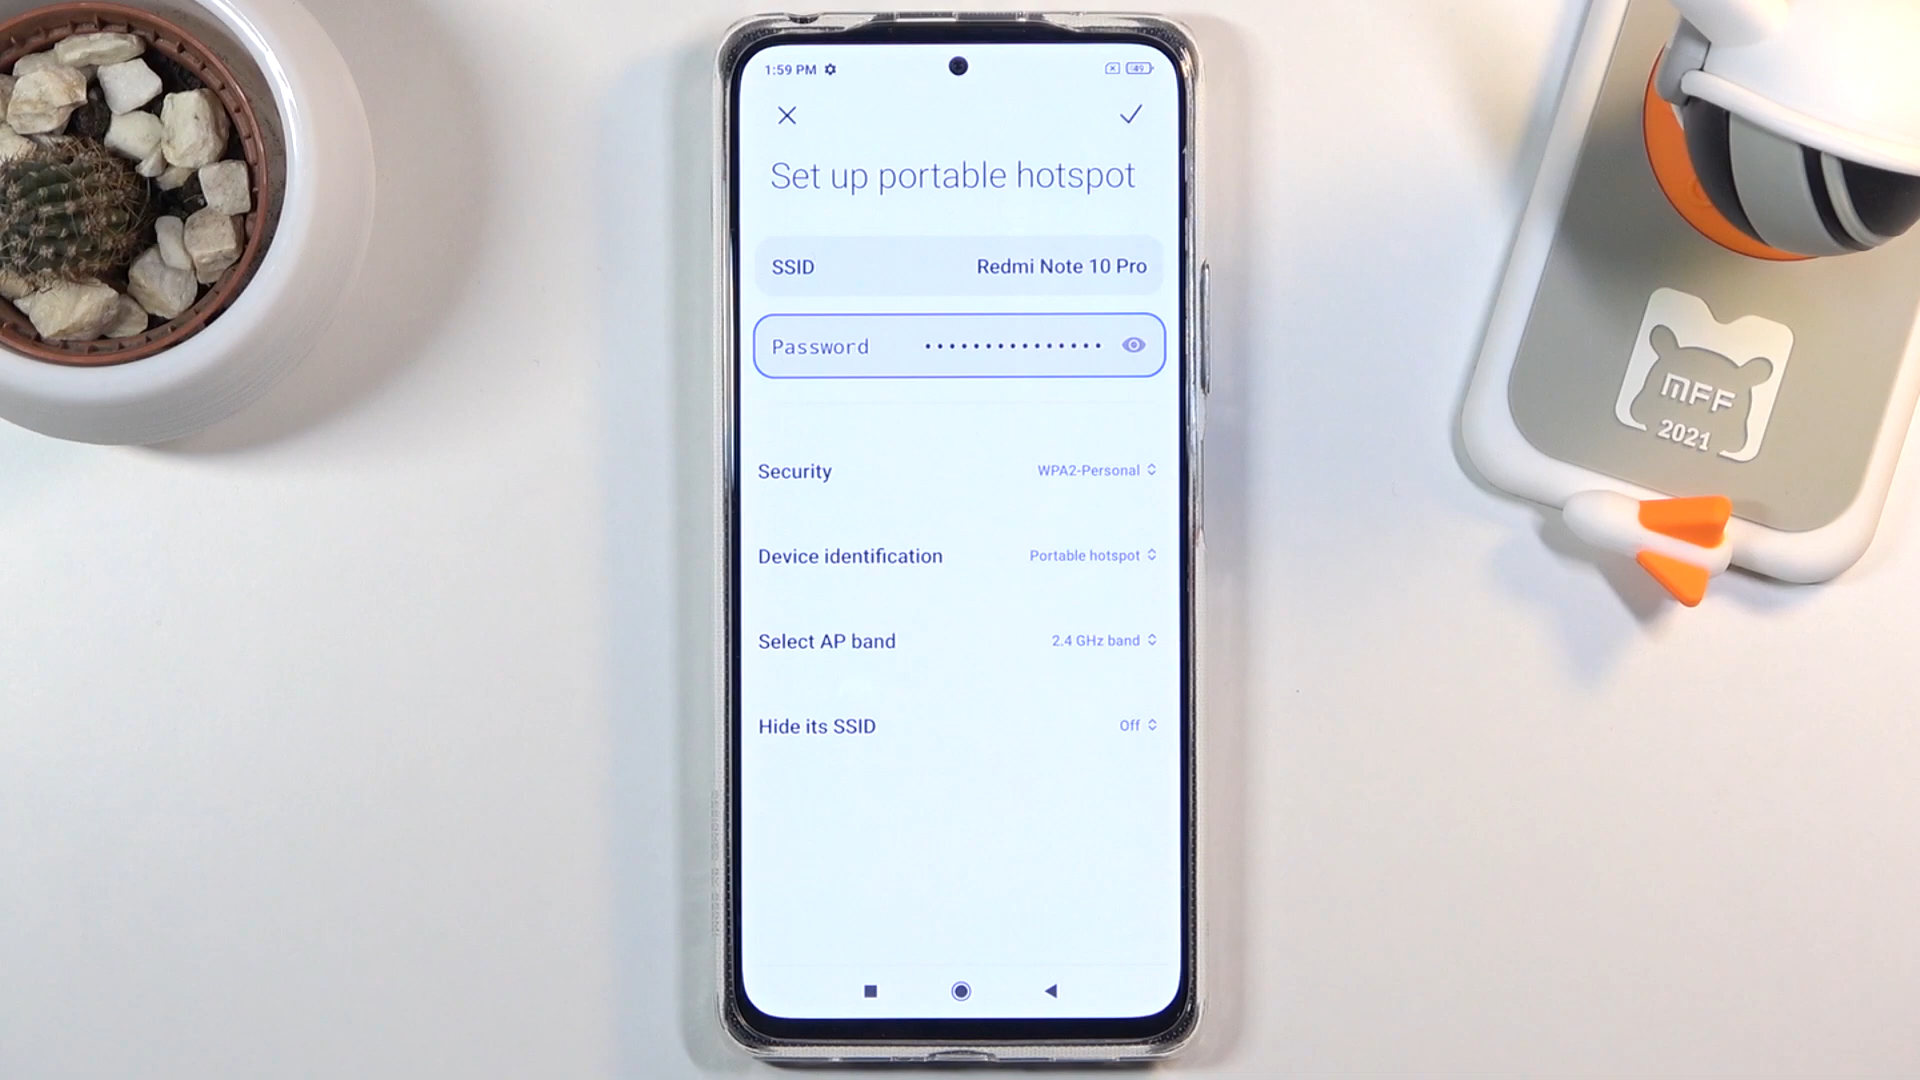 1:59 PM
49
Set up portable hotspot
SSID Redmi Note 10 Pro
Password •••••••••••••••
Security WPA2-Personal
Device identification Portable hotspot
Select AP band 2.4 GHz band
Hide its SSID Off
MFF
2021